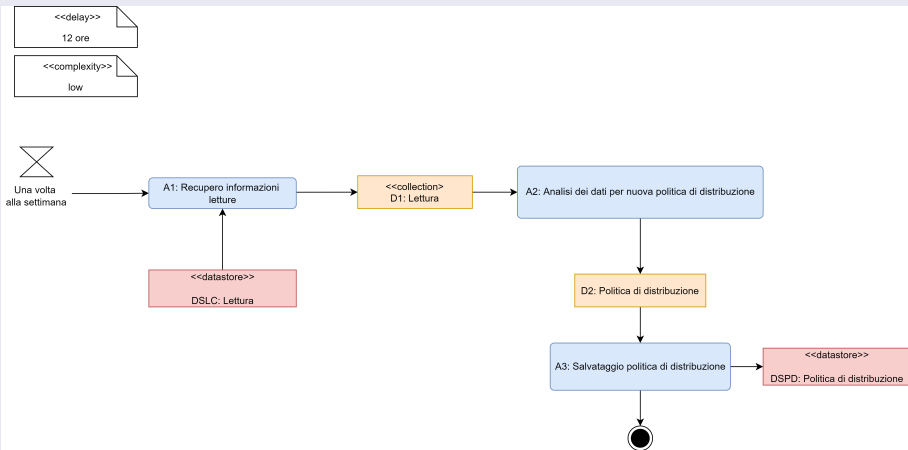 <<delay>>
12 ore
<<complexity>>
low
Una volta
alla settimana
A1: Recupero informazioni
letture
<<collection>
D1: Lettura
A2: Analisi dei dati per nuova politica di distribuzione
<<datastore>>
DSLC: Lettura
D2: Politica di distribuzione
A3: Salvataggio politica di distribuzione
<<datastore>>
DSPD: Politica di distribuzione